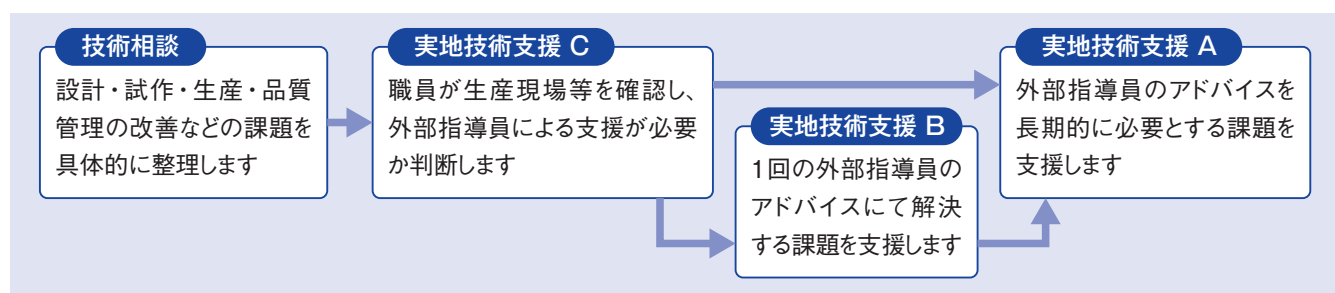 技術相談
設計・試作・生産・品質
管理の改善などの課題を
具体的に整理します
実地技術支援 C
職員が生産現場等を確認し、
外部指導員による支援が必要
か判断します
実地技術支援 B
1回の外部指導員の
アドバイスにて解決
する課題を支援します
実地技術支援 A
外部指導員のアドバイスを
長期的に必要とする課題を
支援します